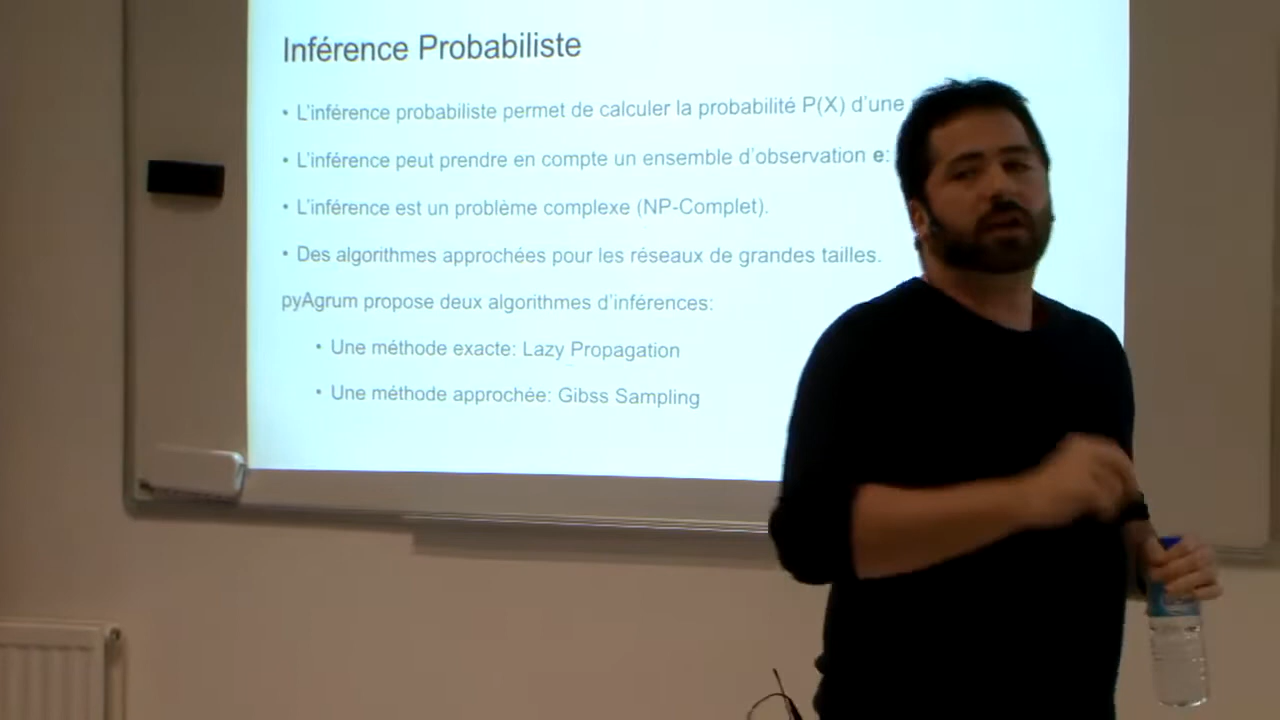 Inférence Probabiliste
• L'inférence probabiliste permet de calculer la probabilité P(X) d'une
• L'inférence peut prendre en compte un ensemble d'observation e:
• L'inférence est un problème complexe (NP-Complet).
• Des algorithmes approchées pour les réseaux de grandes tailles.
pyAgrum propose deux algorithmes d'inférences:
• Une méthode exacte: Lazy Propagation
• Une méthode approchée: Gibss Sampling